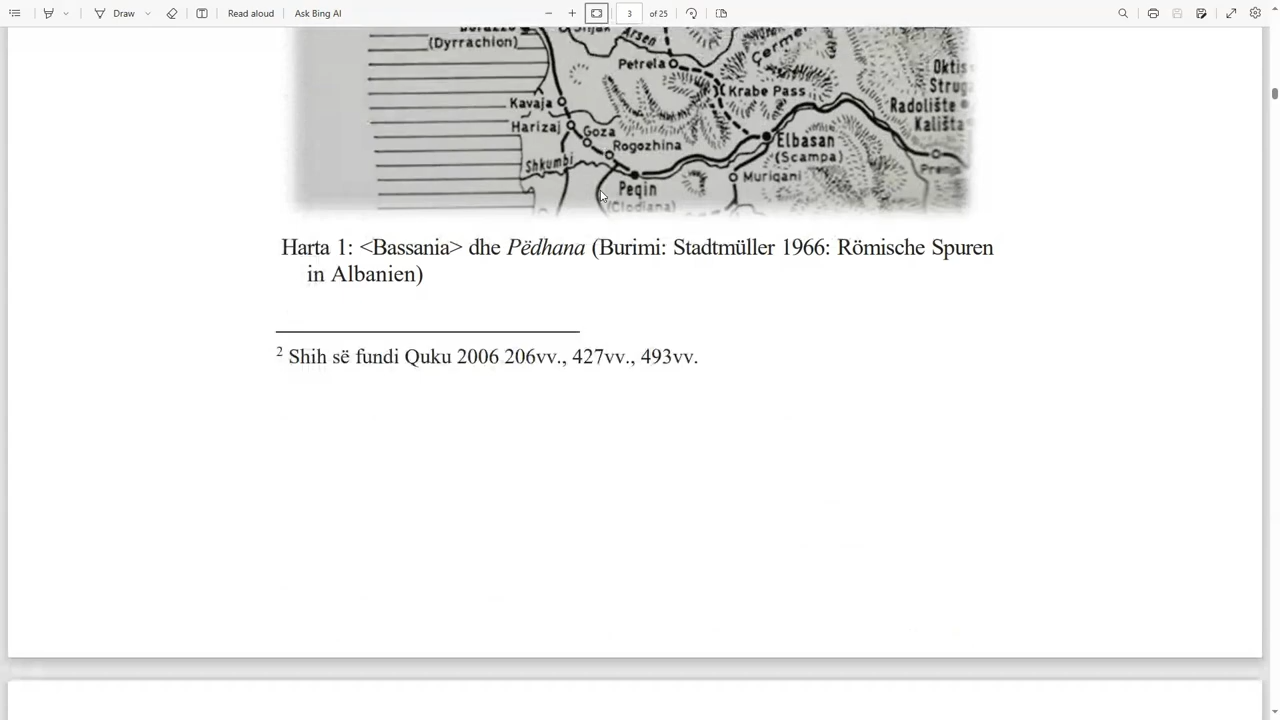 Draw
Read aloud
Ask Bing AI
3
of 25
(Dyrrachion)
Arsen
Petrela
Krabe Pass
Kavaja
Harizaj
Goza
Rogozhina
Shkumbi
Peqin
(Clodiana)
Elbasan
(Scampa)
Muriqani
Radolište
Kališta
Harta 1: <Bassania> dhe Pëdhana (Burimi: Stadtmüller 1966: Römische Spuren
in Albanien)
2 Shih së fundi Quku 2006 206vv., 427vv., 493vv.